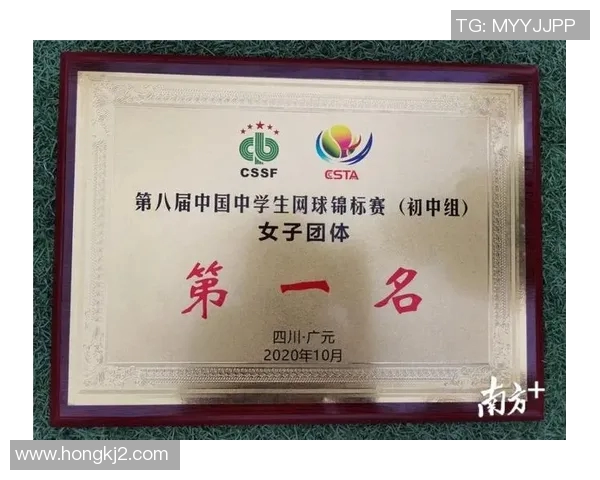 TG: MYYJJPP
CSSF
CSTA
第八届中国中学生网球锦标赛（初中组）
女子团体
第一名
四川·广元
2020年10月
南方+
www.hongkj2.com